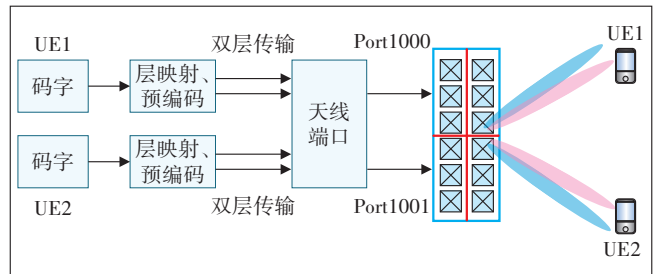 UE1
双层传输
Port1000
UE1
码字
层映射、
预编码
天线
端口
码字
层映射、
预编码
UE2
双层传输
Port1001
UE2